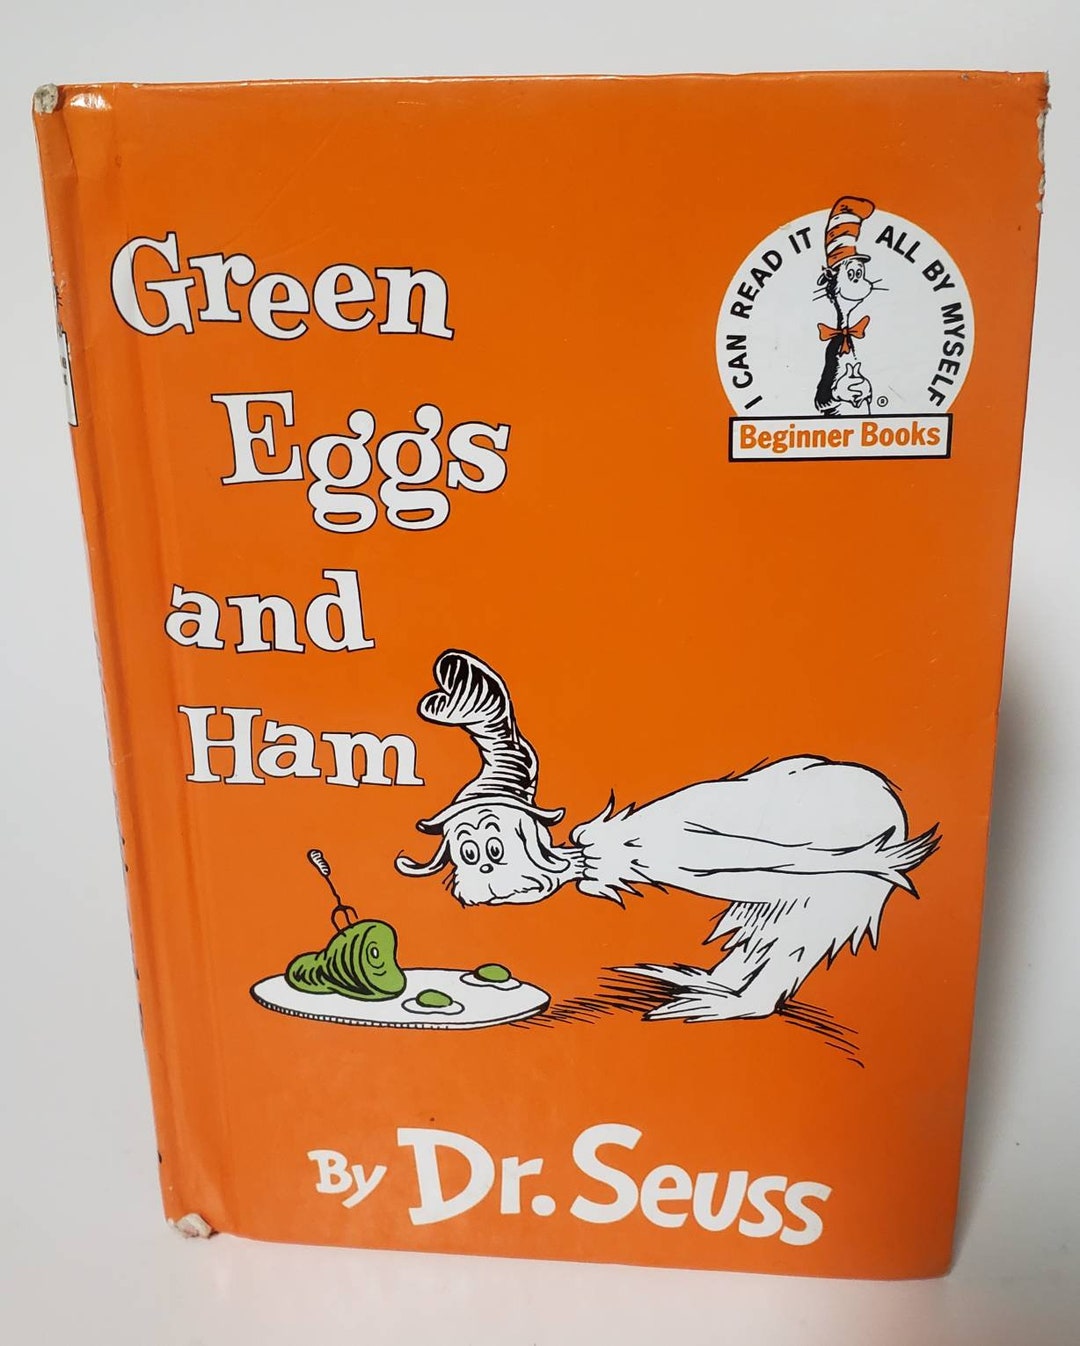 Green
Eggs
and
Ham
I CAN READ IT ALL BY MYSELF
®
Beginner Books
By Dr. Seuss